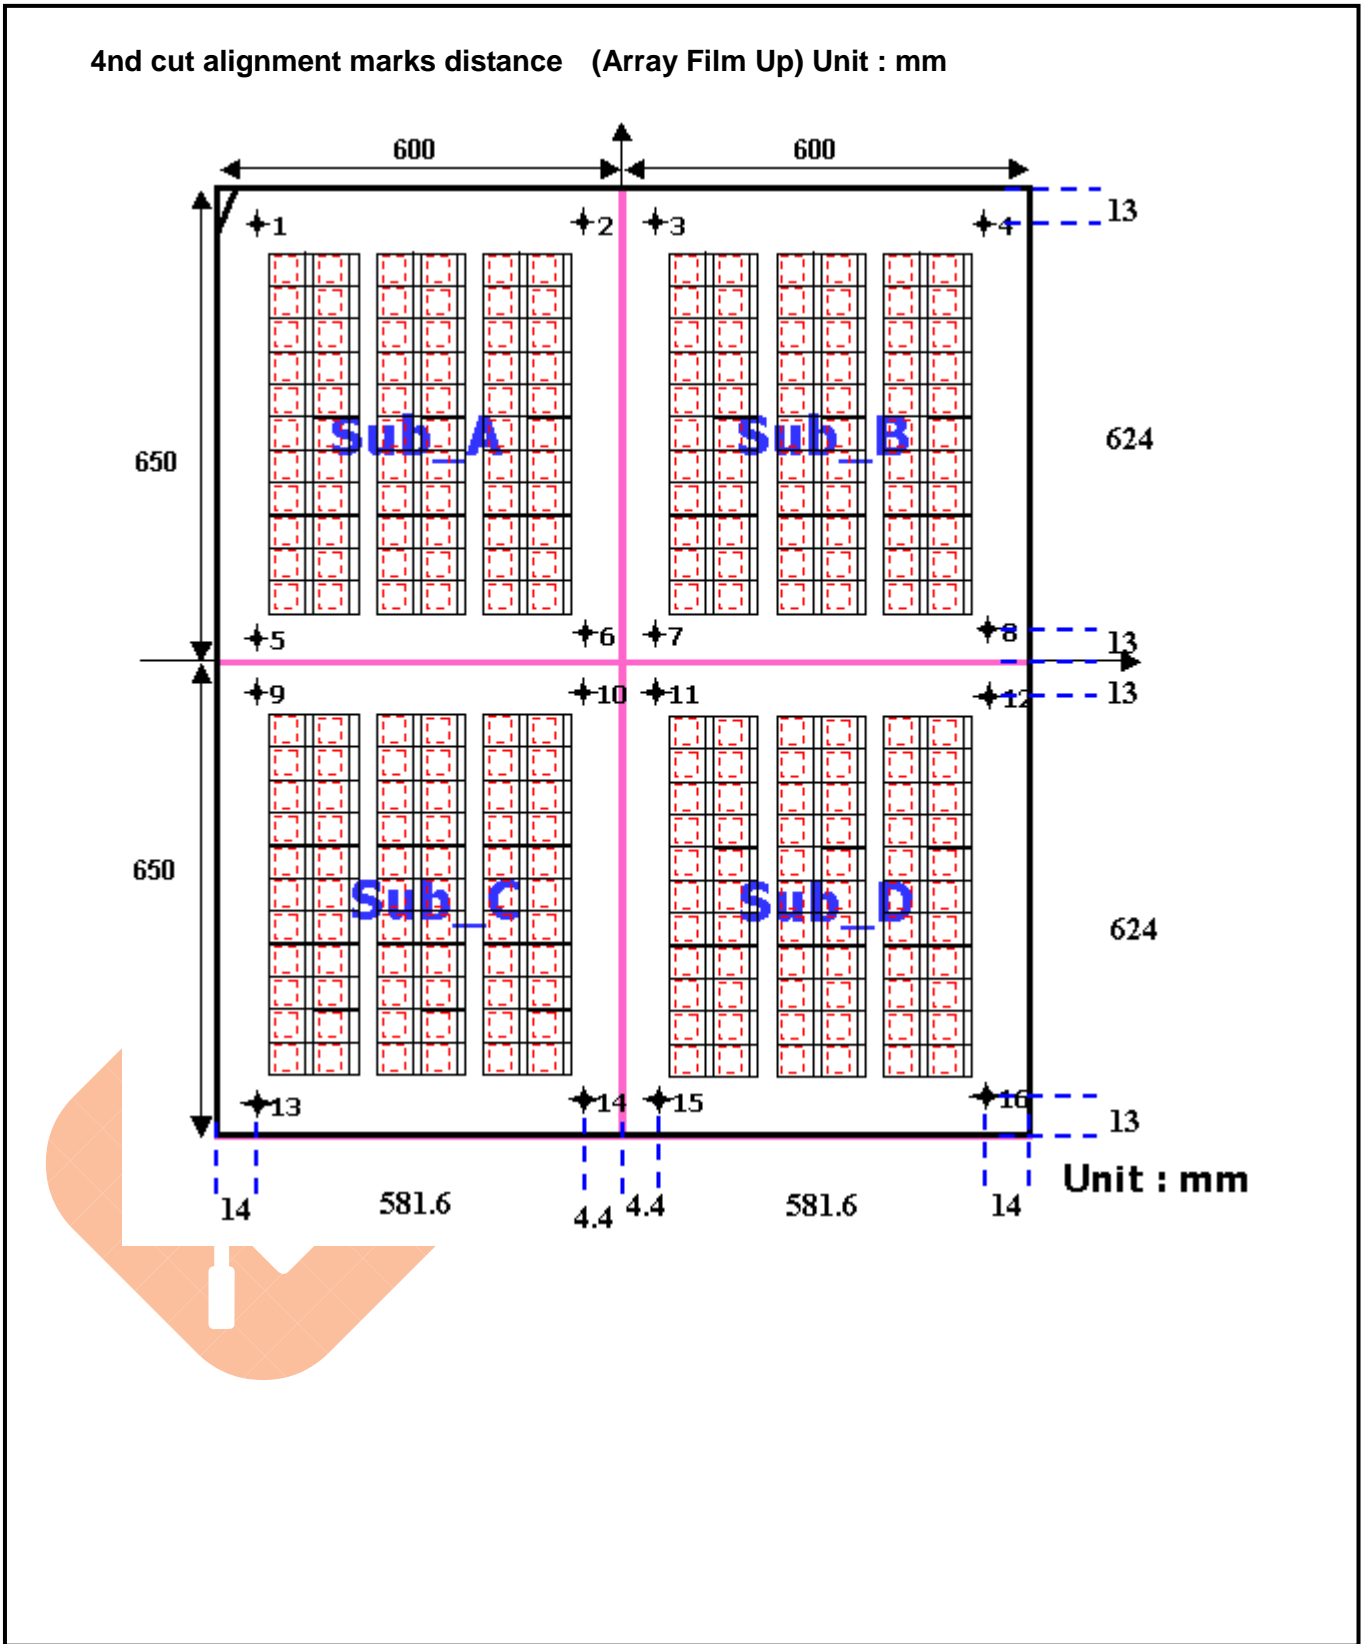 4nd cut alignment marks distance (Array Film Up) Unit : mm
600 600
1 2 3 4
13
Sub_A Sub_B
650 624
5 6 7 8
13
9 10 11 12
13
650
Sub_C Sub_D
624
13 14 15 16
13
Unit : mm
14 581.6 4.4 4.4 581.6 14